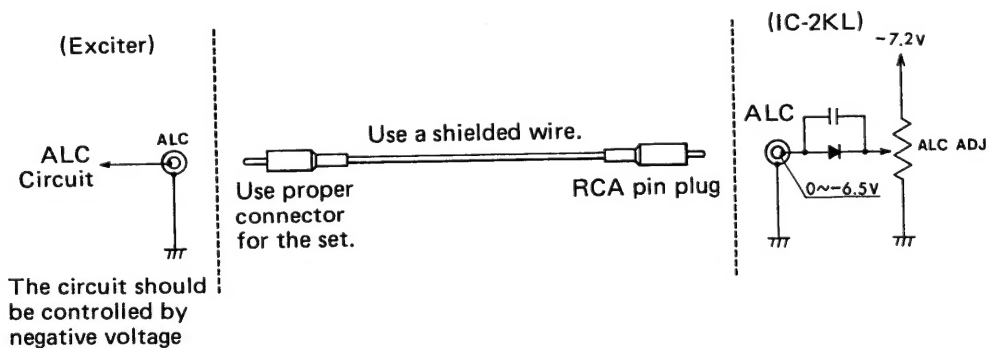 (Exciter)
ALC
ALC
Circuit
The circuit should
be controlled by
negative voltage
Use a shielded wire.
Use proper
connector
for the set.
RCA pin plug
(IC-2KL)
-7.2V
ALC
ALC ADJ
0~-6.5V